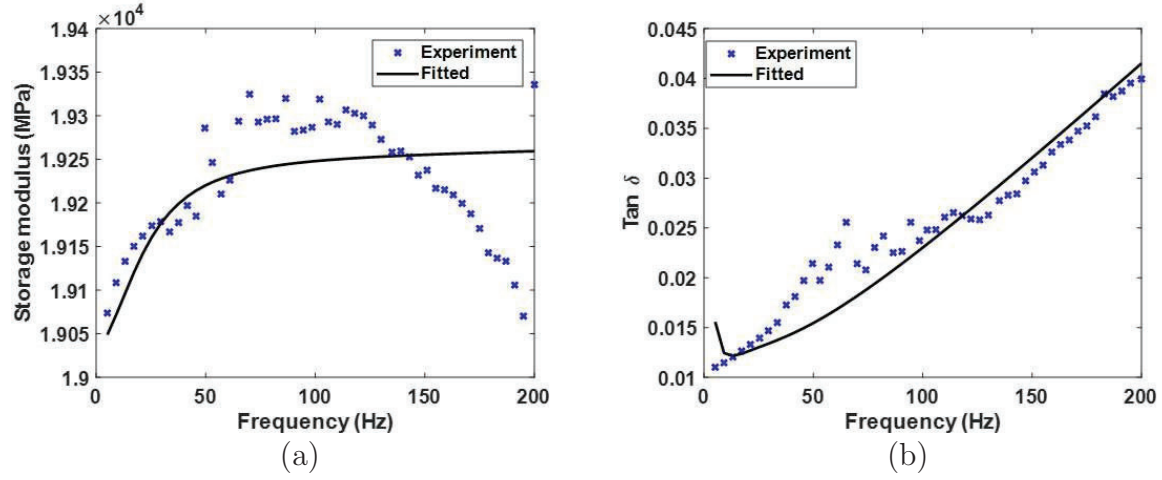 ×10⁴
1.94
1.935
1.93
1.925
1.92
1.915
1.91
1.905
1.9
Storage modulus (MPa)
Experiment
Fitted
0 50 100 150 200
Frequency (Hz)
(a)
0.045
0.04
0.035
0.03
0.025
0.02
0.015
0.01
Tan δ
Experiment
Fitted
0 50 100 150 200
Frequency (Hz)
(b)